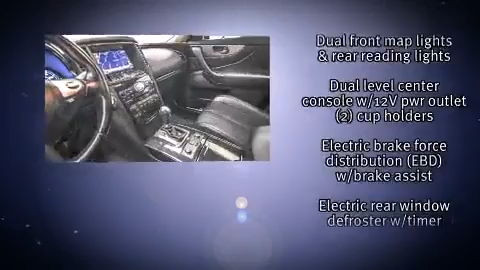 Dual front map lights
& rear reading lights
Dual level center
console w/12V pwr outlet
(2) cup holders
Electric brake force
distribution (EBD)
w/brake assist
Electric rear window
defroster w/timer